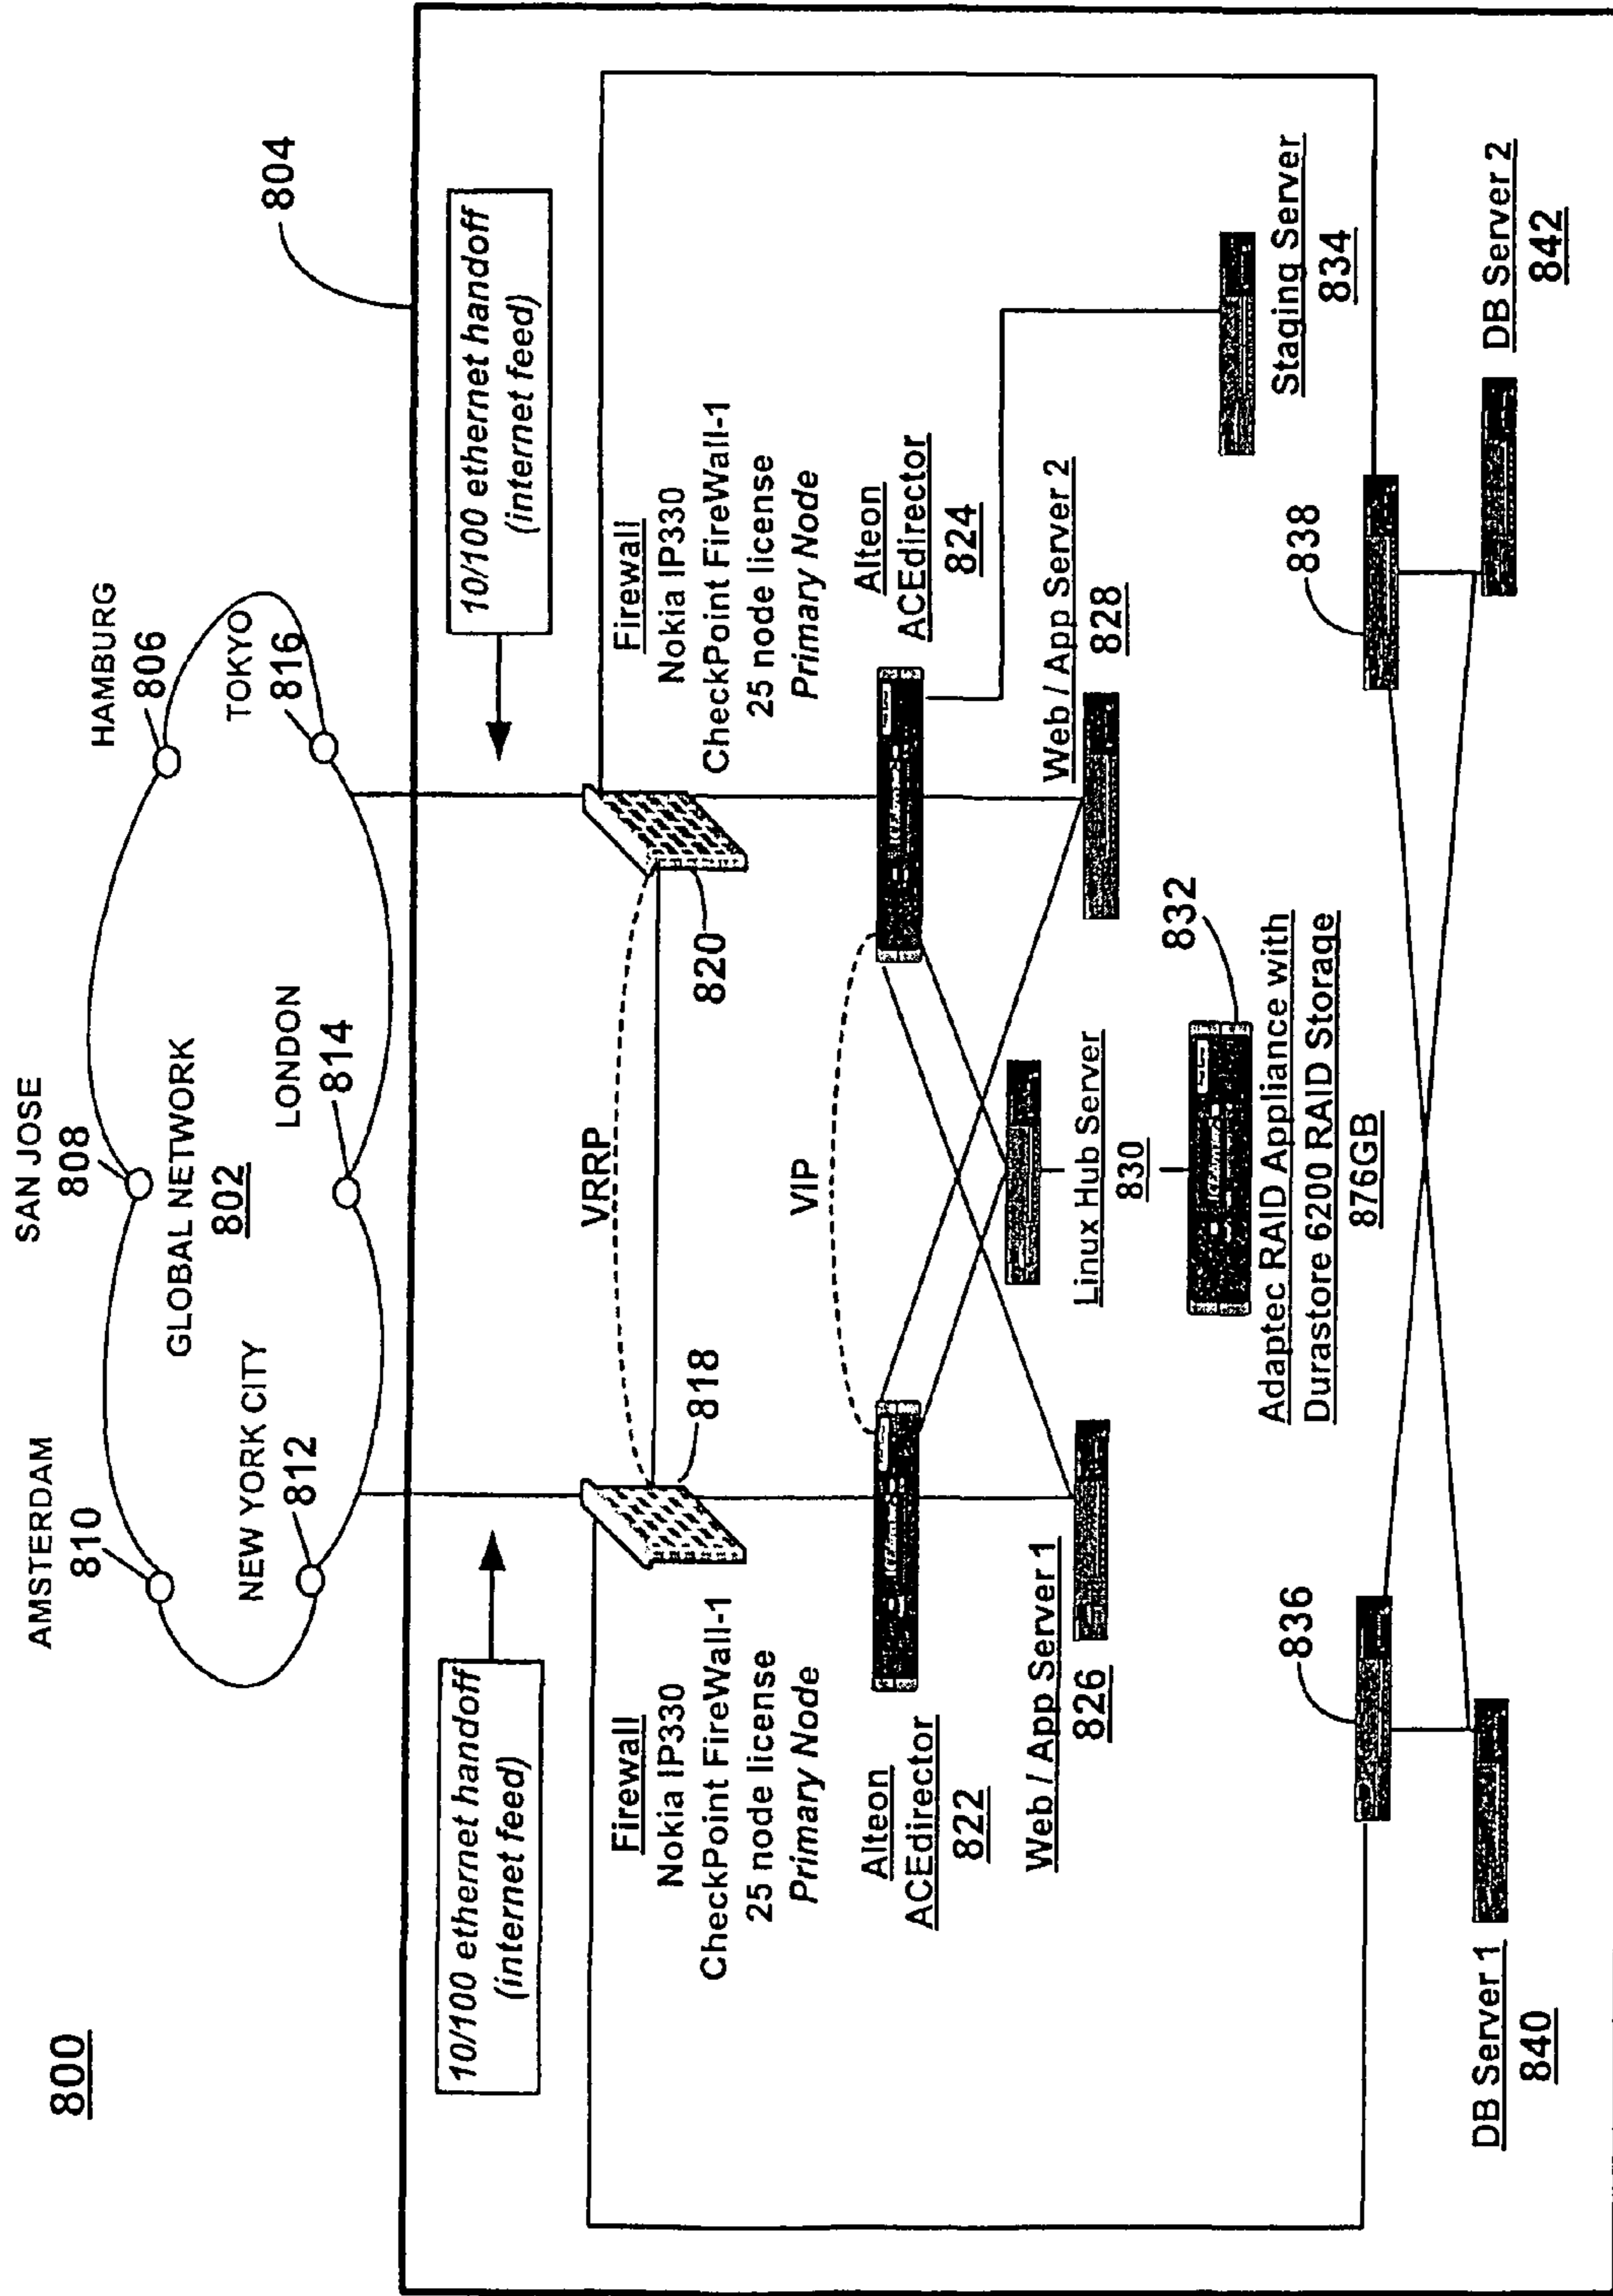 800
AMSTERDAM
810
SAN JOSE
808
HAMBURG
806
GLOBAL NETWORK
802
NEW YORK CITY
812
LONDON
814
TOKYO
816
804
10/100 ethernet handoff
(internet feed)
10/100 ethernet handoff
(internet feed)
Firewall
Nokia IP330
CheckPoint FireWall-1
25 node license
Primary Node
818
VRRP
820
Firewall
Nokia IP330
CheckPoint FireWall-1
25 node license
Primary Node
Alteon
ACEdirector
822
VIP
Alteon
ACEdirector
824
Web / App Server 1
826
Linux Hub Server
830
Web / App Server 2
828
832
Adaptec RAID Appliance with
Durastore 6200 RAID Storage
876GB
Staging Server
834
836
838
DB Server 1
840
DB Server 2
842